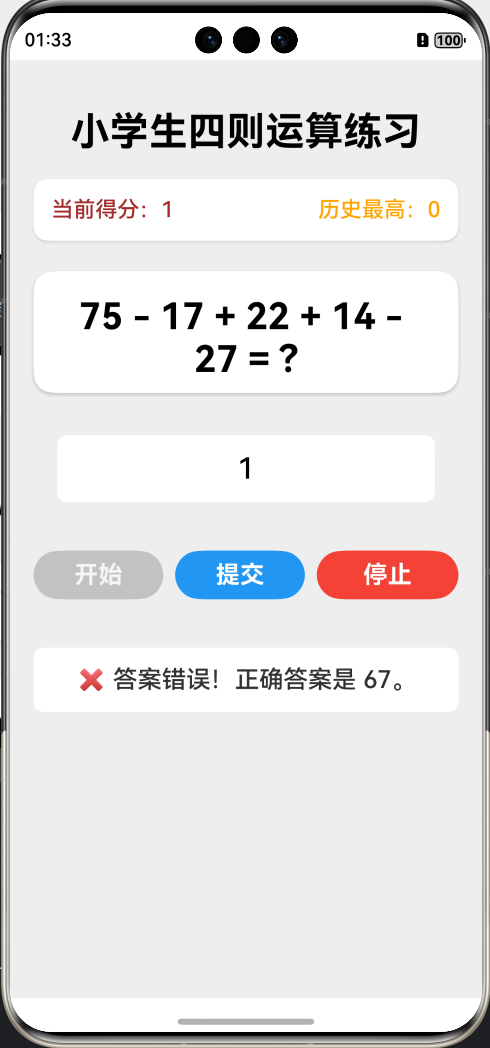 01:33
100
小学生四则运算练习
当前得分：1 历史最高：0
75 - 17 + 22 + 14 -
27 = ?
1
开始 提交 停止
❌ 答案错误！正确答案是 67。